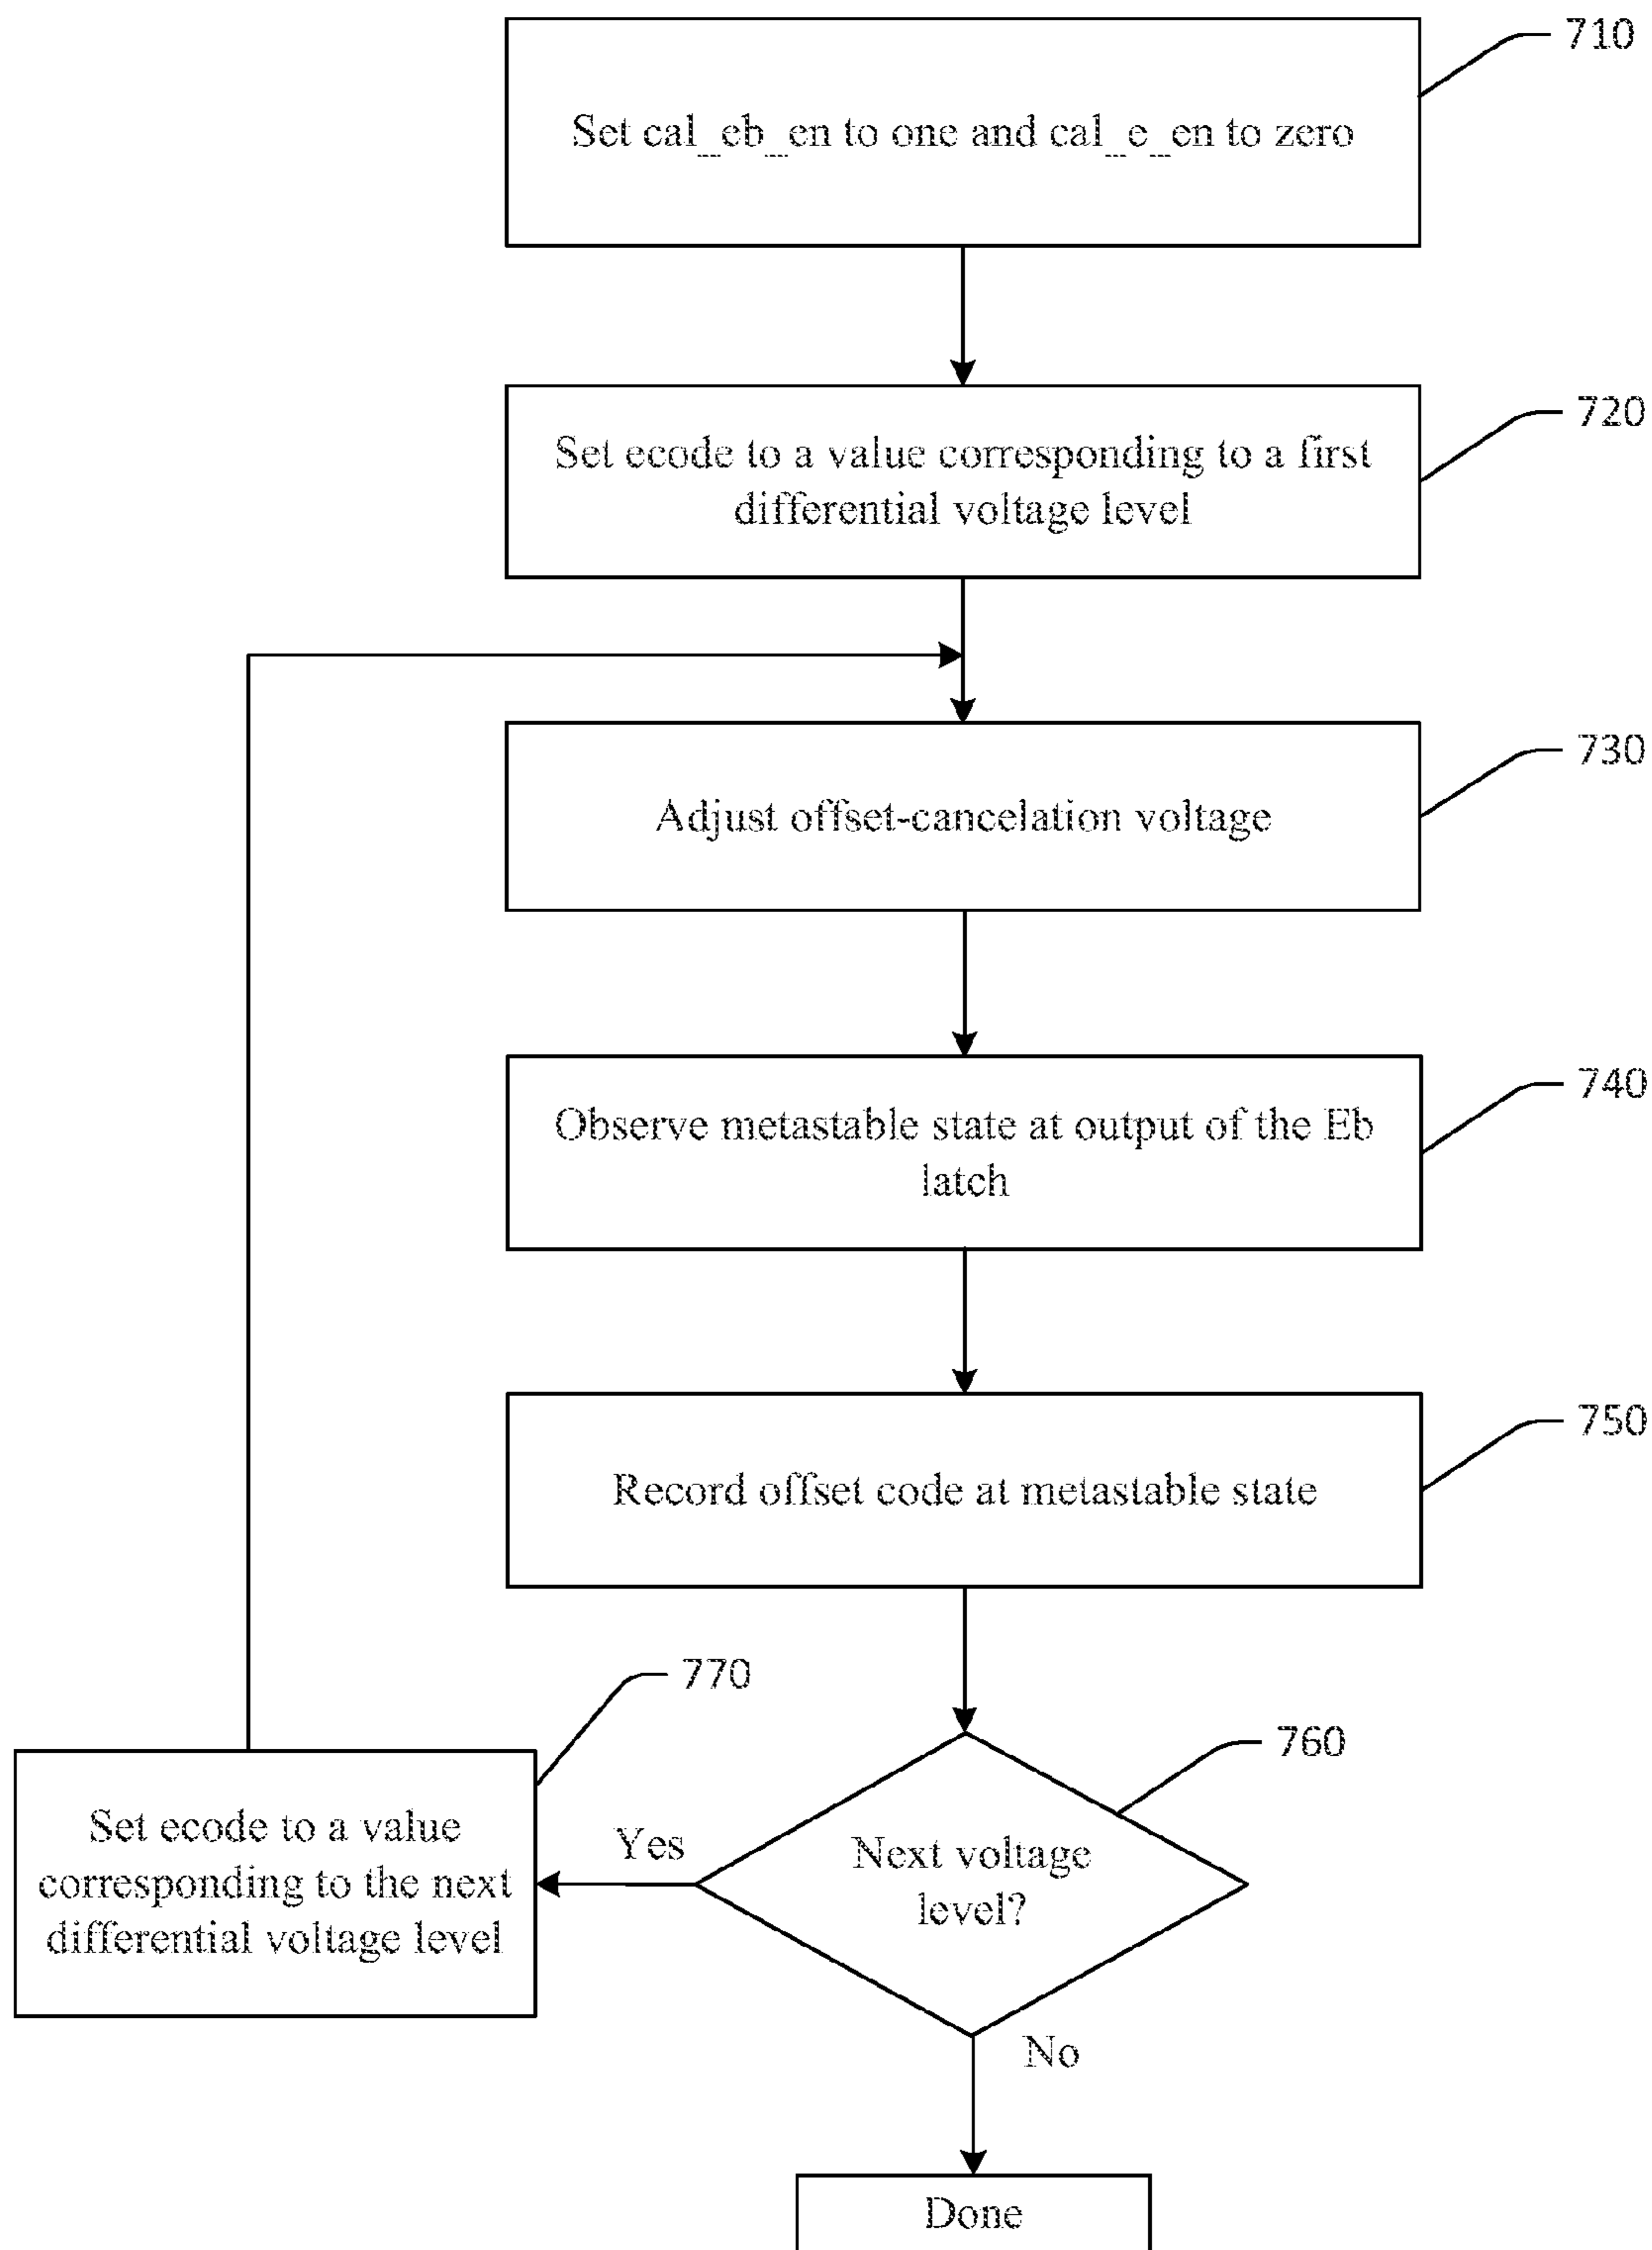 710
Set cal_eb_en to one and cal_e_en to zero
720
Set ecode to a value corresponding to a first
differential voltage level
730
Adjust offset-cancelation voltage
740
Observe metastable state at output of the Eb
latch
750
Record offset code at metastable state
770
760
Set ecode to a value
corresponding to the next
differential voltage level
Yes
Next voltage
level?
No
Done